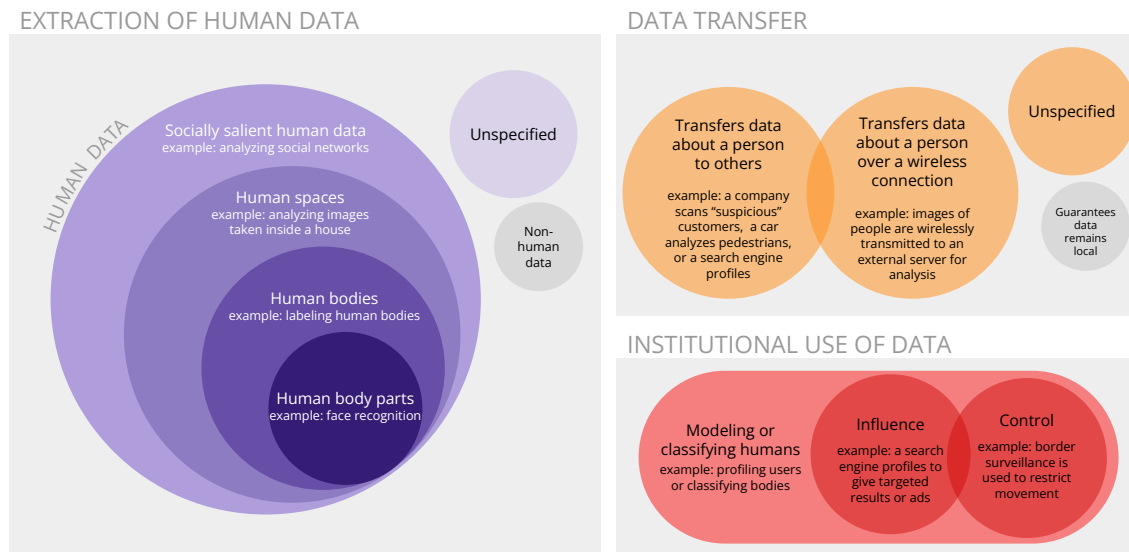 EXTRACTION OF HUMAN DATA
HUMAN DATA
Socially salient human data
example: analyzing social networks
Human spaces
example: analyzing images
taken inside a house
Human bodies
example: labeling human bodies
Human body parts
example: face recognition
Unspecified
Non-
human
data
DATA TRANSFER
Transfers data
about a person
to others
example: a company
scans “suspicious”
customers, a car
analyzes pedestrians,
or a search engine
profiles
Transfers data
about a person
over a wireless
connection
example: images of
people are wirelessly
transmitted to an
external server for
analysis
Unspecified
Guarantees
data
remains
local
INSTITUTIONAL USE OF DATA
Modeling or
classifying humans
example: profiling users
or classifying bodies
Influence
example: a search
engine profiles to
give targeted
results or ads
Control
example: border
surveillance is
used to restrict
movement